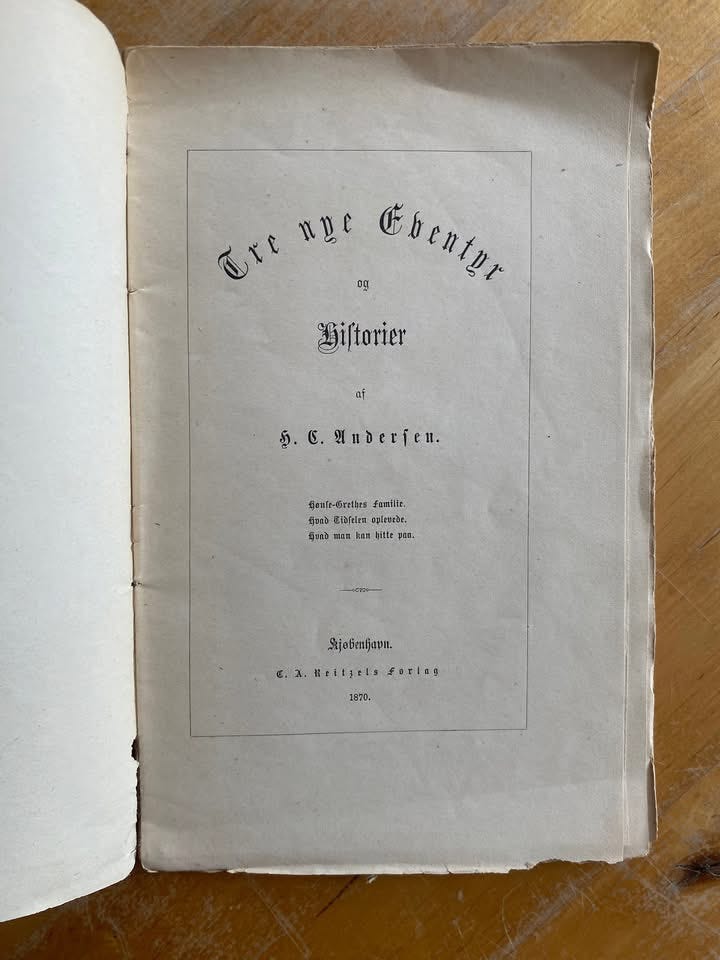 Tre nye Eventyr
og
Hiſtorier
af
H. C. Anderſen.
Hønſe-Grethes Familie.
Hvad Tidſelen oplevede.
Hvad man kan hitte paa.
Kjøbenhavn.
C. A. Reitzels Forlag
1870.